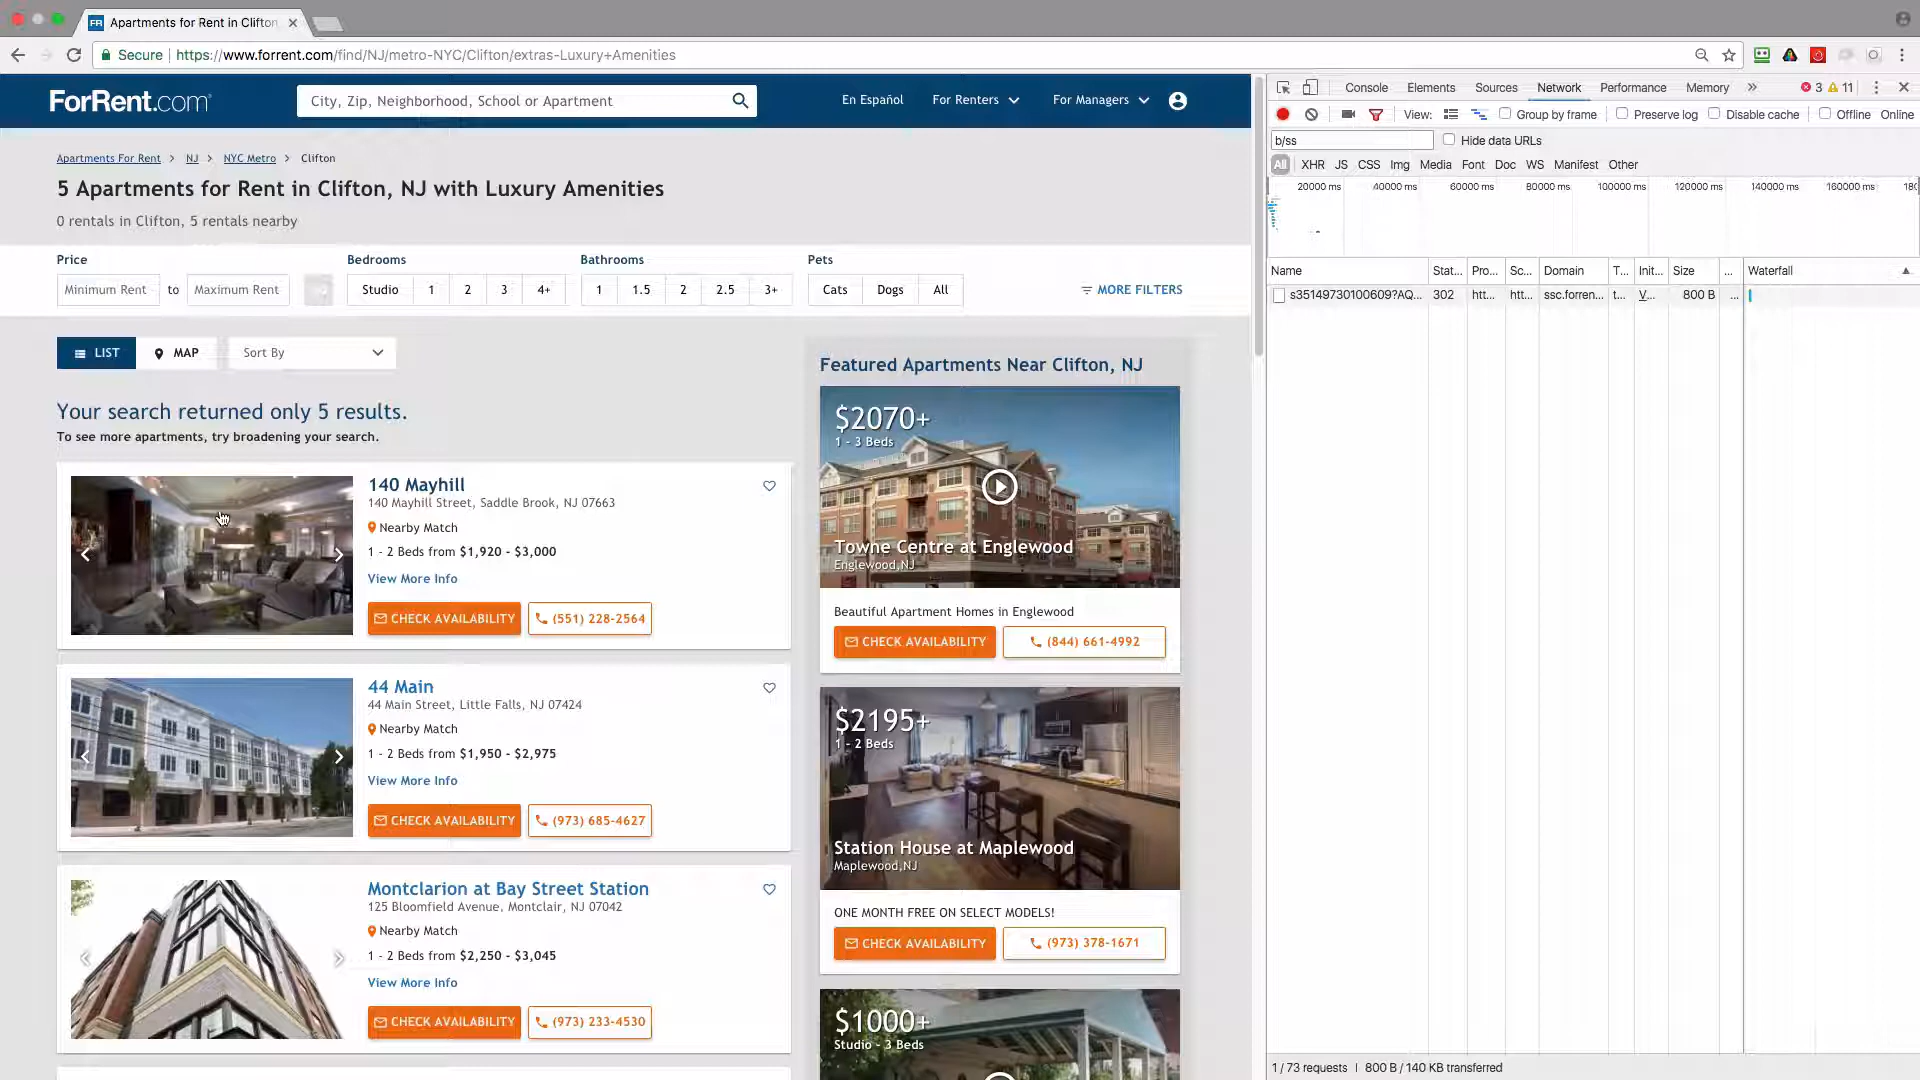 Apartments for Rent in Clifton
Secure | https://www.forrent.com/find/NJ/metro-NYC/Clifton/extras-Luxury+Amenities
ForRent.com
City, Zip, Neighborhood, School or Apartment
En Español
For Renters
For Managers
Apartments For Rent > NJ > NYC Metro > Clifton
5 Apartments for Rent in Clifton, NJ with Luxury Amenities
0 rentals in Clifton, 5 rentals nearby
Price
Minimum Rent to Maximum Rent
Bedrooms
Studio 1 2 3 4+
Bathrooms
1 1.5 2 2.5 3+
Pets
Cats Dogs All
MORE FILTERS
LIST MAP Sort By
Your search returned only 5 results.
To see more apartments, try broadening your search.
140 Mayhill
140 Mayhill Street, Saddle Brook, NJ 07663
Nearby Match
1 - 2 Beds from $1,920 - $3,000
View More Info
CHECK AVAILABILITY (551) 228-2564
44 Main
44 Main Street, Little Falls, NJ 07424
Nearby Match
1 - 2 Beds from $1,950 - $2,975
View More Info
CHECK AVAILABILITY (973) 685-4627
Montclarion at Bay Street Station
125 Bloomfield Avenue, Montclair, NJ 07042
Nearby Match
1 - 2 Beds from $2,250 - $3,045
View More Info
CHECK AVAILABILITY (973) 233-4530
Featured Apartments Near Clifton, NJ
$2070+
1 - 3 Beds
Towne Centre at Englewood
Englewood,NJ
Beautiful Apartment Homes in Englewood
CHECK AVAILABILITY (844) 661-4992
$2195+
1 - 2 Beds
Station House at Maplewood
Maplewood,NJ
ONE MONTH FREE ON SELECT MODELS!
CHECK AVAILABILITY (973) 378-1671
$1000+
Studio - 3 Beds
Console Elements Sources Network Performance Memory » 3 11
View: Group by frame Preserve log Disable cache Offline Online
b/ss Hide data URLs
All XHR JS CSS Img Media Font Doc WS Manifest Other
20000 ms 40000 ms 60000 ms 80000 ms 100000 ms 120000 ms 140000 ms 160000 ms 180
Name Stat... Pro... Sc... Domain T... Init... Size ... Waterfall
s35149730100609?AQ... 302 htt... htt... ssc.forren... t... V... 800 B ...
1 / 73 requests | 800 B / 140 KB transferred